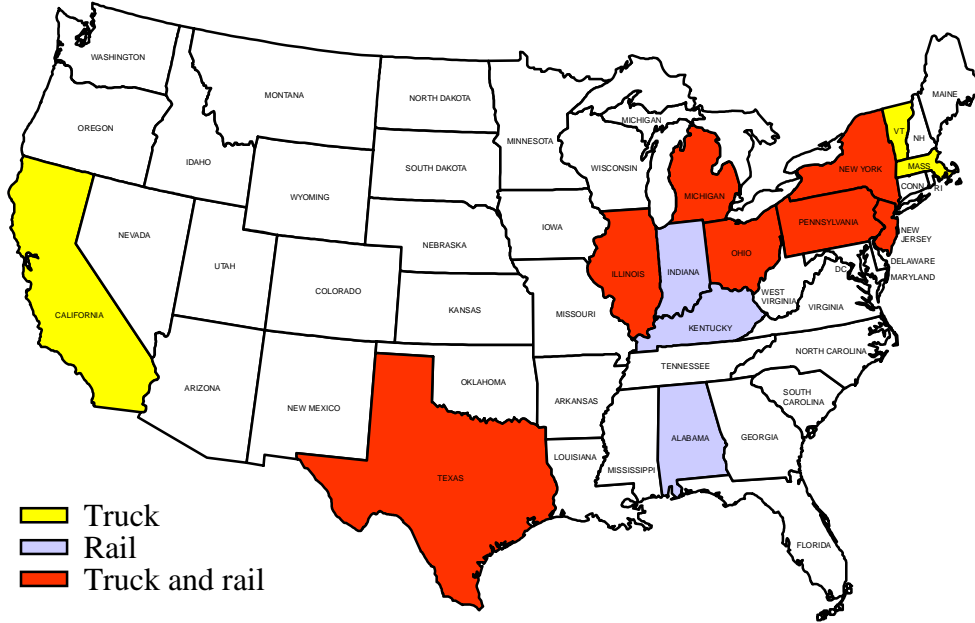 WASHINGTON
MAINE
MONTANA
NORTH DAKOTA
MICHIGAN
OREGON
VT
NH
MINNESOTA
IDAHO
SOUTH DAKOTA
WISCONSIN
NEW YORK
MASS
CONN
RI
WYOMING
MICHIGAN
PENNSYLVANIA
NEVADA
IOWA
NEW
JERSEY
NEBRASKA
OHIO
UTAH
ILLINOIS
INDIANA
DELAWARE
DC
MARYLAND
COLORADO
WEST
VIRGINIA
VIRGINIA
KANSAS
MISSOURI
CALIFORNIA
KENTUCKY
NORTH CAROLINA
TENNESSEE
ARIZONA
OKLAHOMA
SOUTH
CAROLINA
NEW MEXICO
ARKANSAS
ALABAMA
GEORGIA
LOUISIANA
MISSISSIPPI
TEXAS
FLORIDA
Truck
Rail
Truck and rail